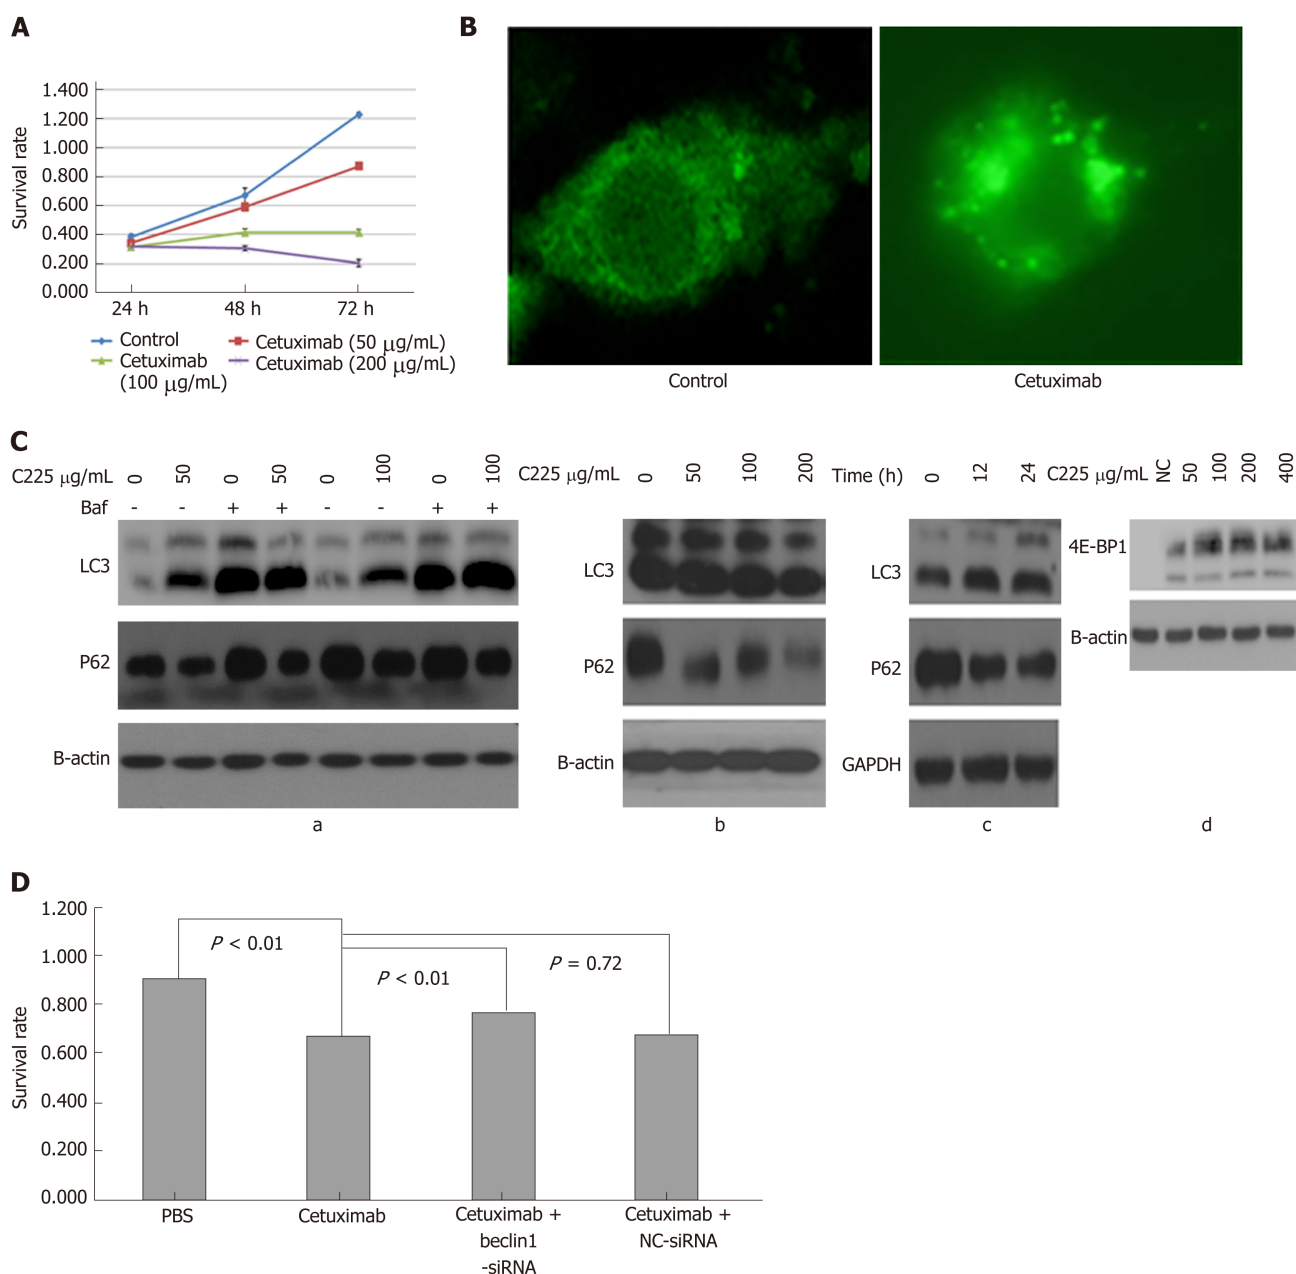 A
1.400
1.200
1.000
0.800
0.600
0.400
0.200
0.000
Survival rate
24 h 48 h 72 h
Control
Cetuximab (50 μg/mL)
Cetuximab
(100 μg/mL)
Cetuximab (200 μg/mL)
B
Control
Cetuximab
C
C225 μg/mL 0 50 0 50 0 100 0 100
Baf - - + + - - + +
LC3
P62
B-actin
a
C225 μg/mL 0 50 100 200
LC3
P62
B-actin
b
Time (h) 0 12 24
LC3
P62
GAPDH
c
C225 μg/mL NC 50 100 200 400
4E-BP1
B-actin
d
D
1.200
1.000
0.800
0.600
0.400
0.200
0.000
Survival rate
P < 0.01
P < 0.01
P = 0.72
PBS
Cetuximab
Cetuximab +
beclin1
-siRNA
Cetuximab +
NC-siRNA